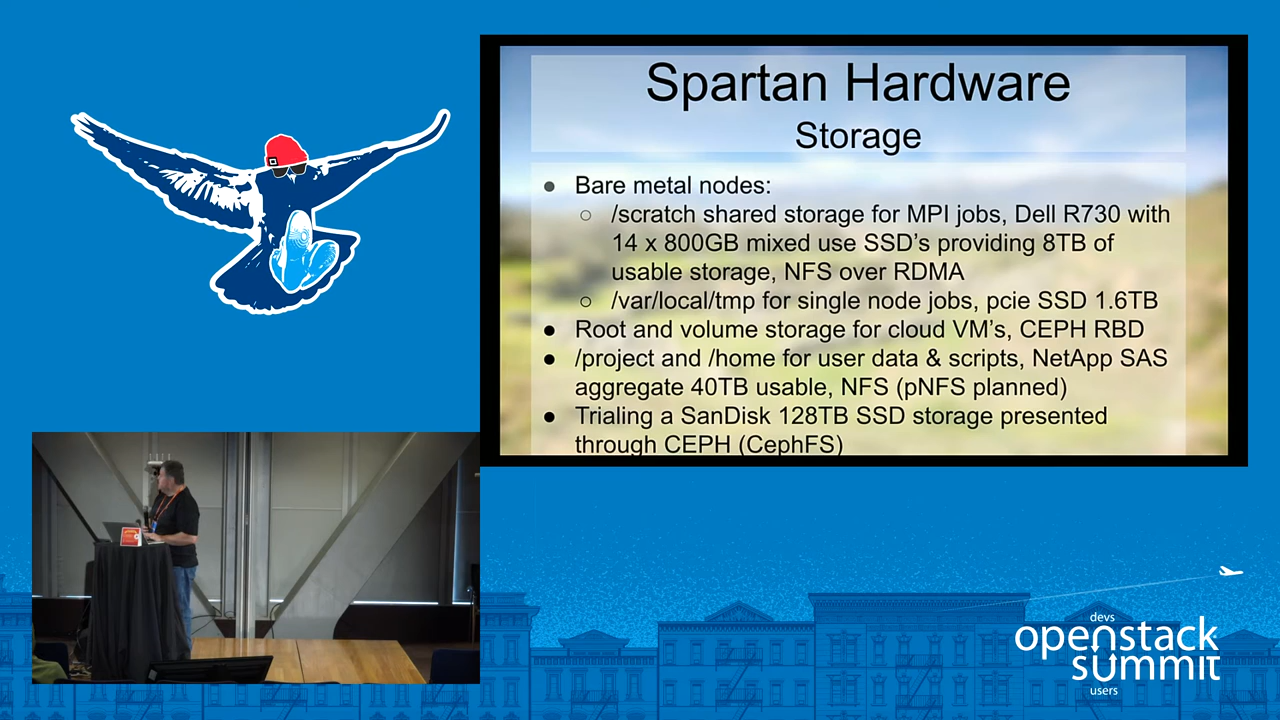 Spartan Hardware
Storage
● Bare metal nodes:
○ /scratch shared storage for MPI jobs, Dell R730 with
14 x 800GB mixed use SSD's providing 8TB of
usable storage, NFS over RDMA
○ /var/local/tmp for single node jobs, pcie SSD 1.6TB
● Root and volume storage for cloud VM's, CEPH RBD
● /project and /home for user data & scripts, NetApp SAS
aggregate 40TB usable, NFS (pNFS planned)
● Trialing a SanDisk 128TB SSD storage presented
through CEPH (CephFS)
devs
openstack
summit
users